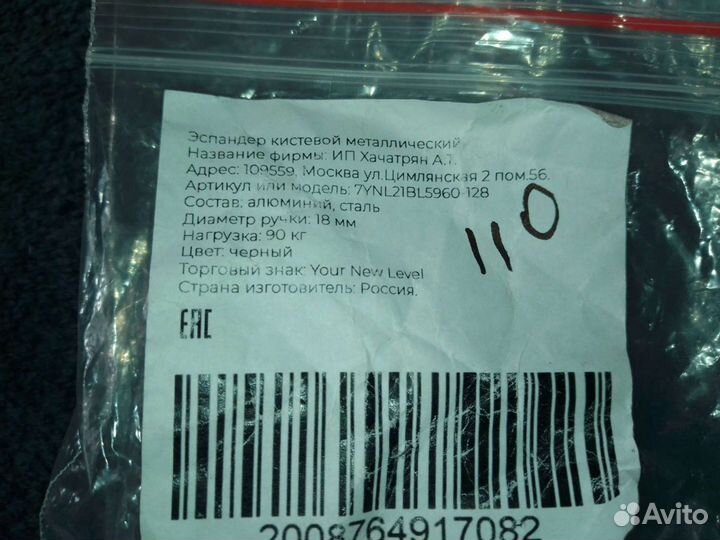 Эспандер кистевой металлический
Название фирмы: ИП Хачатрян А.Т.
Адрес: 109559, Москва ул.Цимлянская 2 пом.56.
Артикул или модель: 7YNL21BL5960-128
Состав: алюминий, сталь
Диаметр ручки: 18 мм
Нагрузка: 90 кг
Цвет: черный
Торговый знак: Your New Level
Страна изготовитель: Россия.
110
EAC
2008764917082
Avito